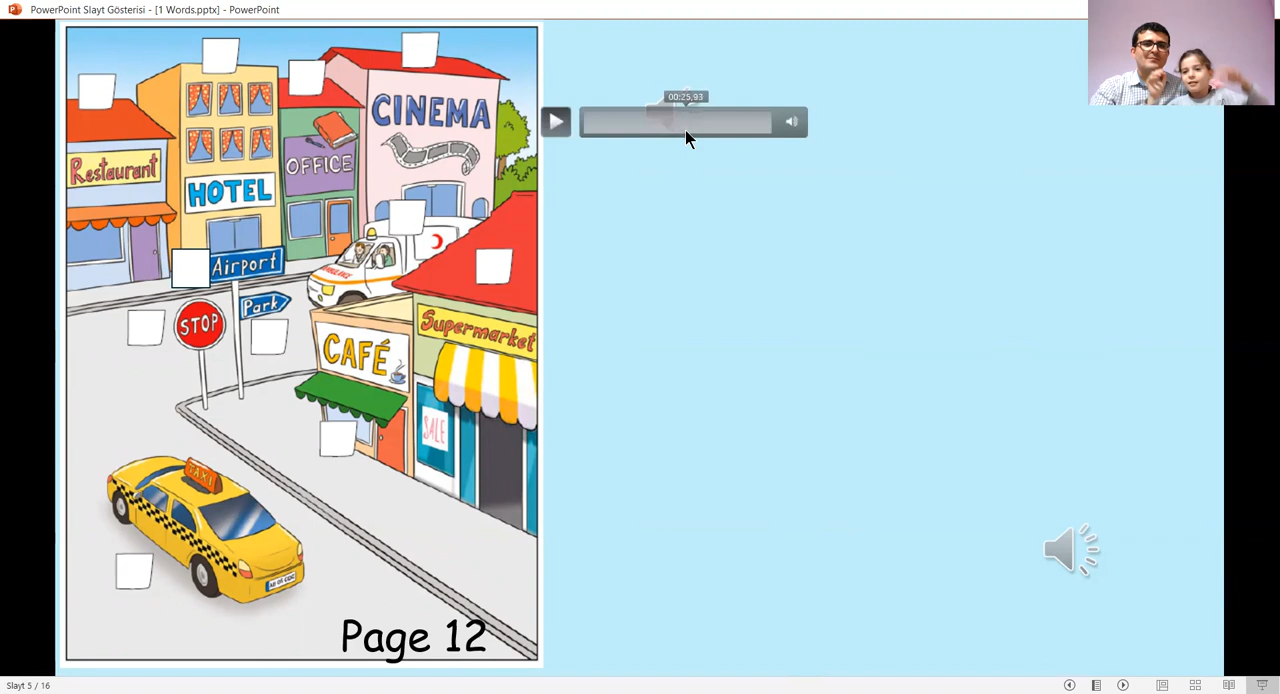 PowerPoint Slayt Gösterisi - [1 Words.pptx] - PowerPoint
00:25,93
CINEMA
Restaurant
OFFICE
HOTEL
Airport
AMBULANCE
Park
STOP
Supermarket
CAFÉ
SALE
TAXI
Page 12
Slayt 5 / 16